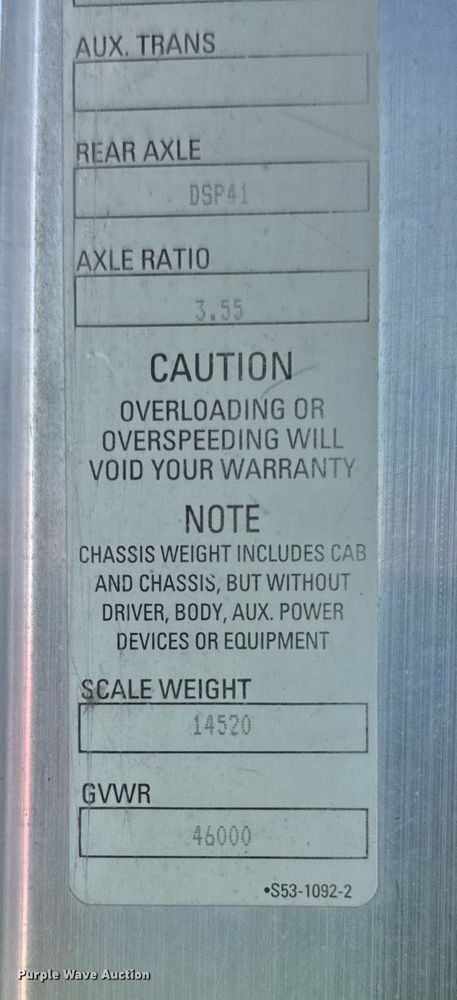 AUX. TRANS
REAR AXLE
DSP41
AXLE RATIO
3.55
CAUTION
OVERLOADING OR
OVERSPEEDING WILL
VOID YOUR WARRANTY
NOTE
CHASSIS WEIGHT INCLUDES CAB
AND CHASSIS, BUT WITHOUT
DRIVER, BODY, AUX. POWER
DEVICES OR EQUIPMENT
SCALE WEIGHT
14520
GVWR
46000
•S53-1092-2
Purple Wave Auction